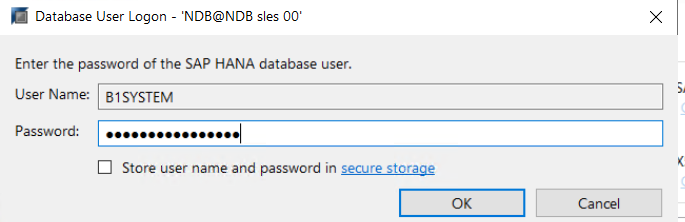 Database User Logon - 'NDB@NDB sles 00'
Enter the password of the SAP HANA database user.
User Name: B1SYSTEM
Password: ●●●●●●●●●●●●●●●●
Store user name and password in secure storage
OK Cancel